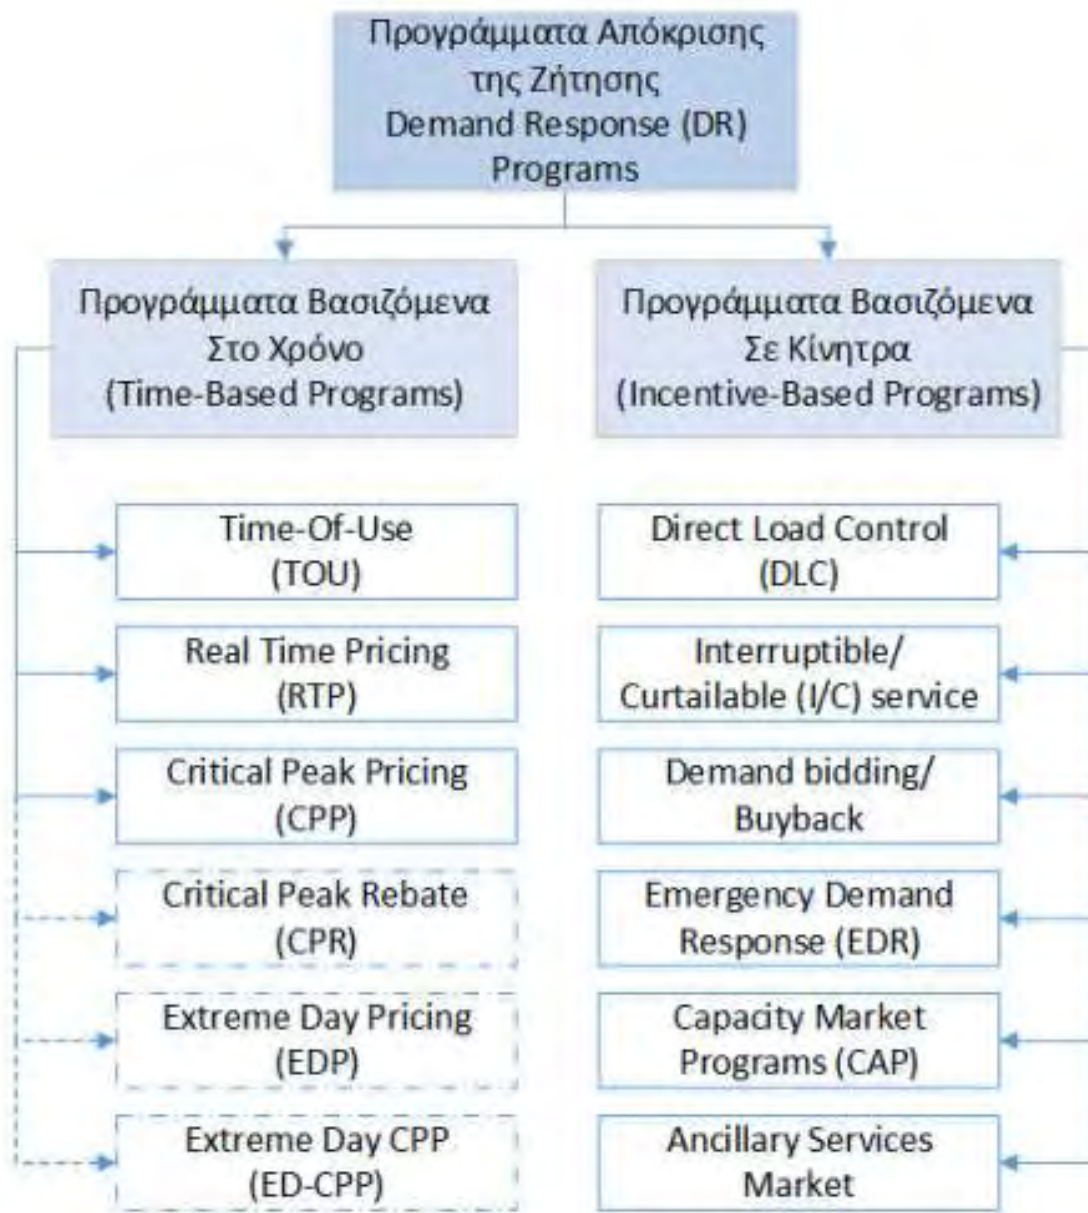 Προγράμματα Απόκρισης
της Ζήτησης
Demand Response (DR)
Programs
Προγράμματα Βασιζόμενα
Στο Χρόνο
(Time-Based Programs)
Προγράμματα Βασιζόμενα
Σε Κίνητρα
(Incentive-Based Programs)
Time-Of-Use
(TOU)
Real Time Pricing
(RTP)
Critical Peak Pricing
(CPP)
Critical Peak Rebate
(CPR)
Extreme Day Pricing
(EDP)
Extreme Day CPP
(ED-CPP)
Direct Load Control
(DLC)
Interruptible/
Curtailable (I/C) service
Demand bidding/
Buyback
Emergency Demand
Response (EDR)
Capacity Market
Programs (CAP)
Ancillary Services
Market